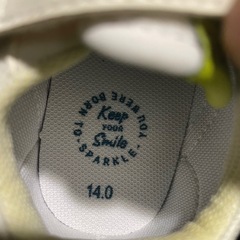 YOU WERE BORN TO - SPARKLE -
Keep
YOUR
Smile
14.0